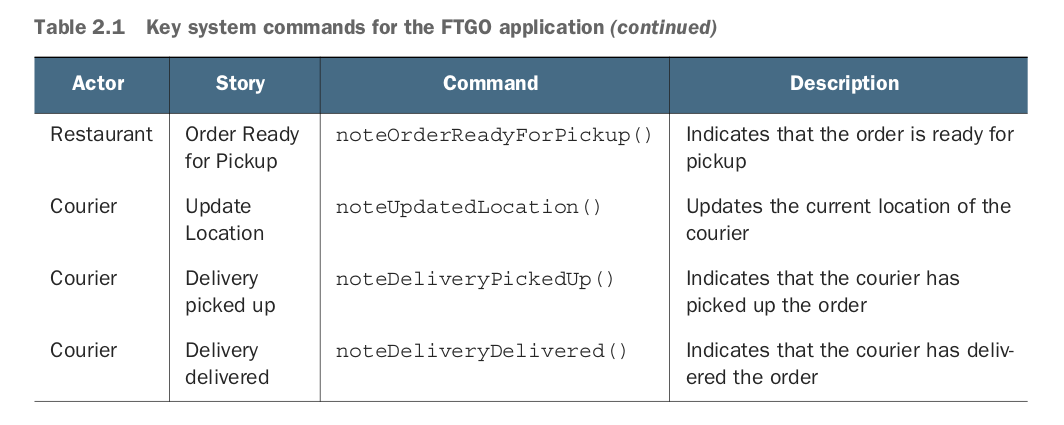 Table 2.1 Key system commands for the FTGO application (continued)
Actor Story Command Description
Restaurant Order Ready noteOrderReadyForPickup() Indicates that the order is ready for
for Pickup pickup
Courier Update noteUpdatedLocation() Updates the current location of the
Location courier
Courier Delivery noteDeliveryPickedUp() Indicates that the courier has
picked up picked up the order
Courier Delivery noteDeliveryDelivered() Indicates that the courier has deliv-
delivered ered the order